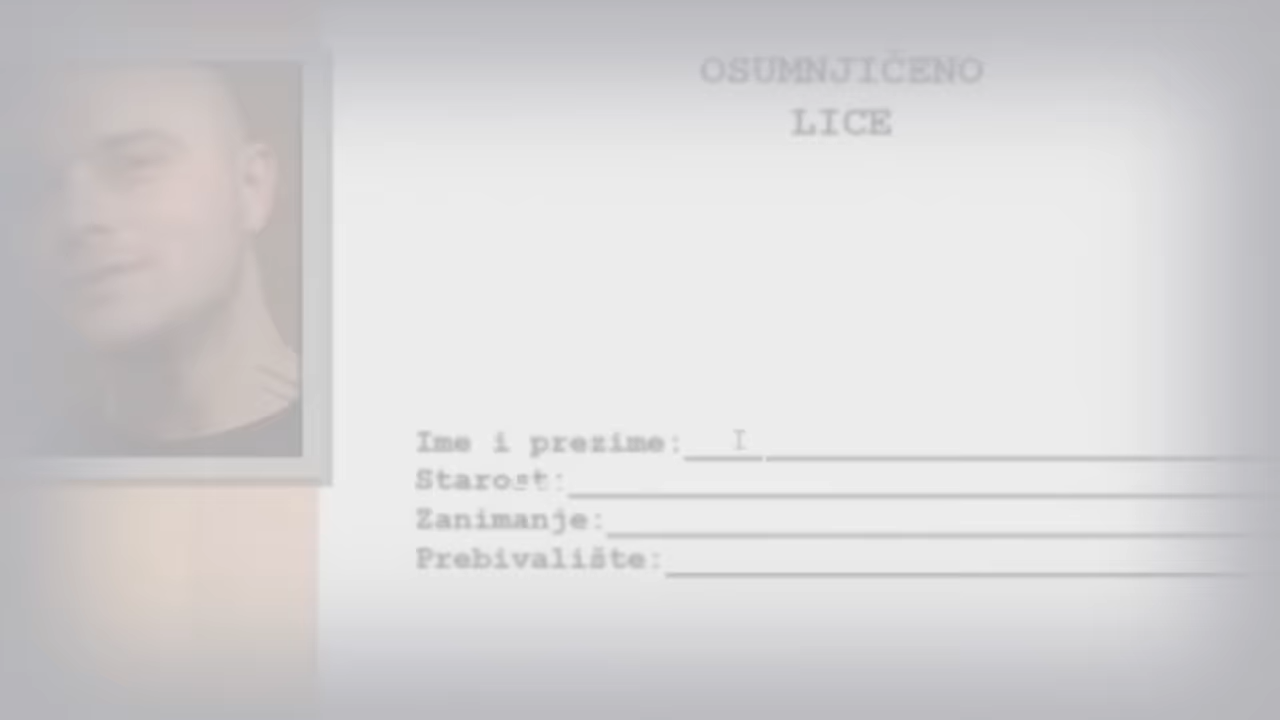 OSUMNJIČENO
LICE
Ime i prezime:
Starost:
Zanimanje:
Prebivalište: